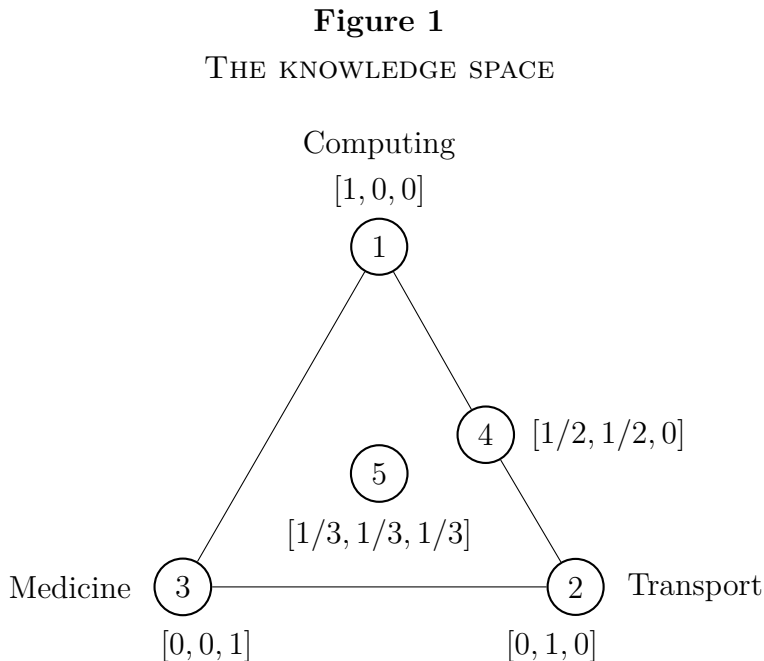 Figure 1
The knowledge space
Computing
[1, 0, 0]
1
4 [1/2, 1/2, 0]
5
[1/3, 1/3, 1/3]
Medicine 3 2 Transport
[0, 0, 1] [0, 1, 0]